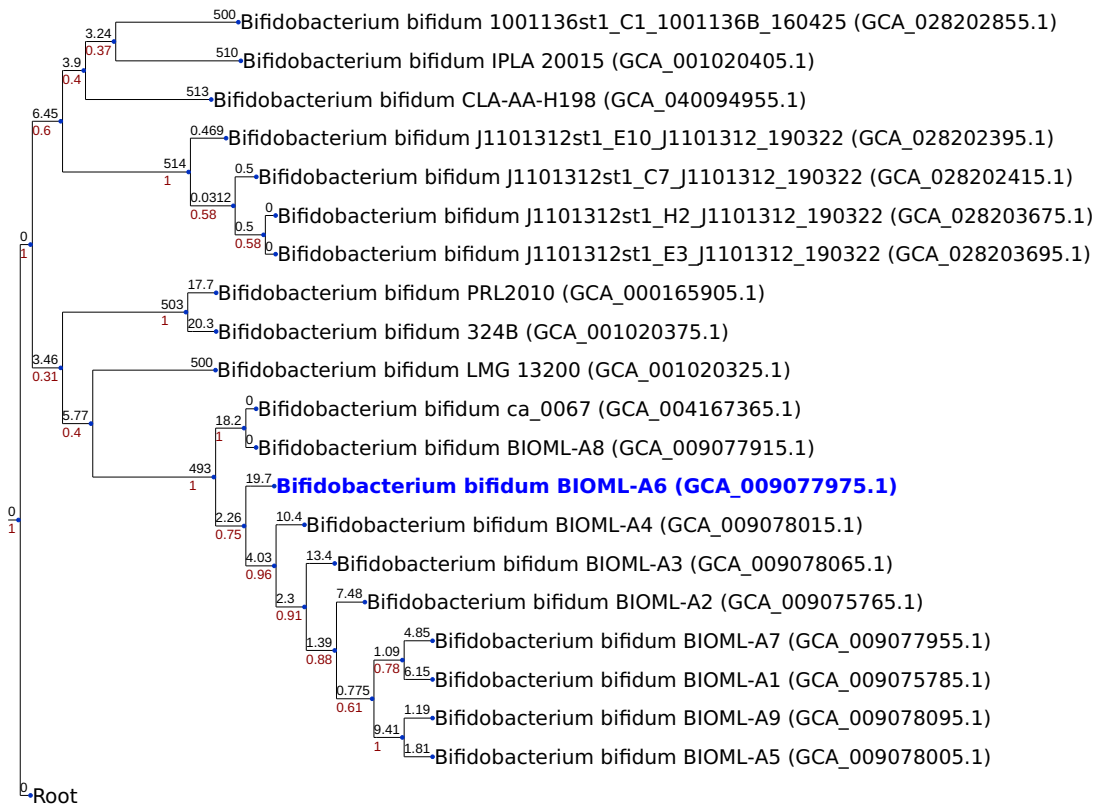 500 Bifidobacterium bifidum 1001136st1_C1_1001136B_160425 (GCA_028202855.1)
3.24
0.37
510 Bifidobacterium bifidum IPLA 20015 (GCA_001020405.1)
3.9
0.4
513 Bifidobacterium bifidum CLA-AA-H198 (GCA_040094955.1)
6.45
0.6
0.469 Bifidobacterium bifidum J1101312st1_E10_J1101312_190322 (GCA_028202395.1)
514
1
0.5 Bifidobacterium bifidum J1101312st1_C7_J1101312_190322 (GCA_028202415.1)
0.0312
0.58
0 Bifidobacterium bifidum J1101312st1_H2_J1101312_190322 (GCA_028203675.1)
0.5
0.58
0 Bifidobacterium bifidum J1101312st1_E3_J1101312_190322 (GCA_028203695.1)
0
1
17.7 Bifidobacterium bifidum PRL2010 (GCA_000165905.1)
503
1
20.3 Bifidobacterium bifidum 324B (GCA_001020375.1)
3.46
0.31
500 Bifidobacterium bifidum LMG 13200 (GCA_001020325.1)
5.77
0.4
0 Bifidobacterium bifidum ca_0067 (GCA_004167365.1)
18.2
1
0 Bifidobacterium bifidum BIOML-A8 (GCA_009077915.1)
493
1
19.7 Bifidobacterium bifidum BIOML-A6 (GCA_009077975.1)
2.26
0.75
10.4 Bifidobacterium bifidum BIOML-A4 (GCA_009078015.1)
0
1
4.03
0.96
13.4 Bifidobacterium bifidum BIOML-A3 (GCA_009078065.1)
2.3
0.91
7.48 Bifidobacterium bifidum BIOML-A2 (GCA_009075765.1)
1.39
0.88
4.85 Bifidobacterium bifidum BIOML-A7 (GCA_009077955.1)
1.09
0.78
6.15 Bifidobacterium bifidum BIOML-A1 (GCA_009075785.1)
0.775
0.61
1.19 Bifidobacterium bifidum BIOML-A9 (GCA_009078095.1)
9.41
1
1.81 Bifidobacterium bifidum BIOML-A5 (GCA_009078005.1)
0 Root